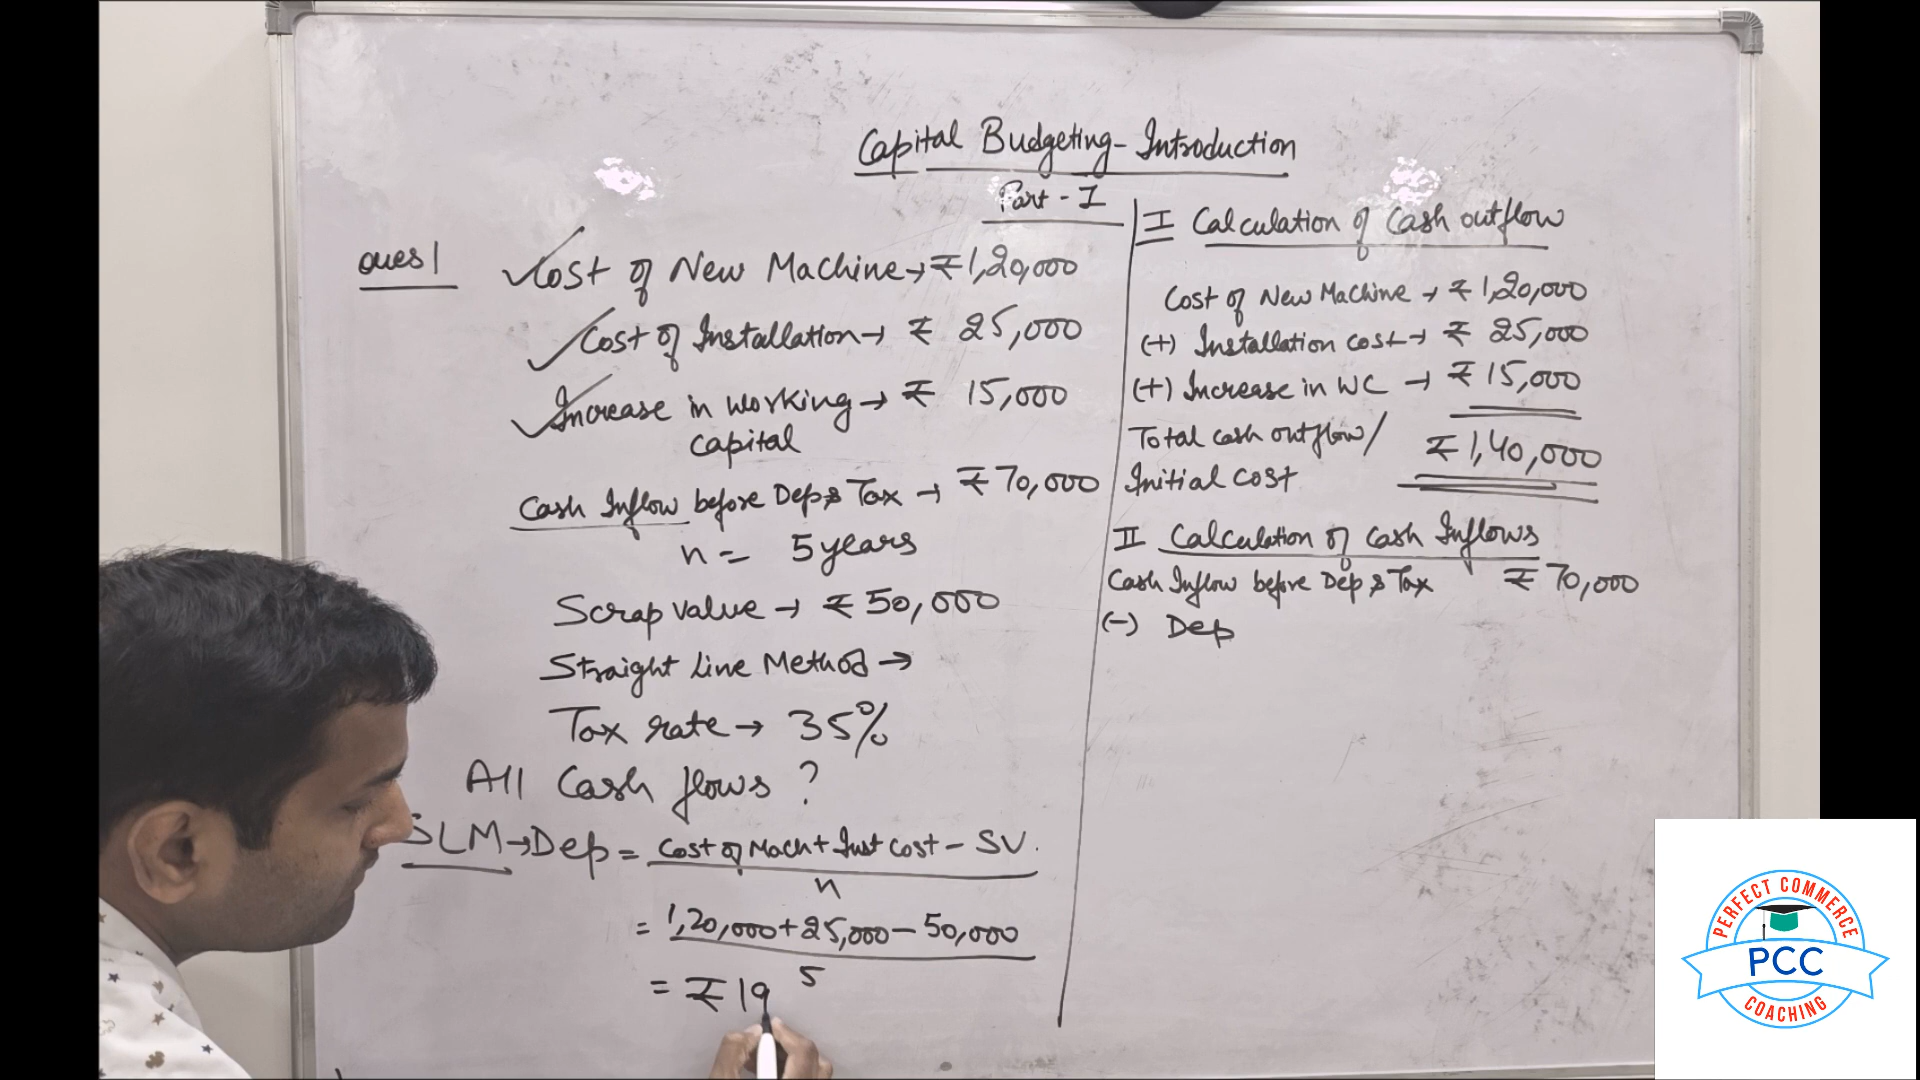 Capital Budgeting - Introduction
Part - I
Ques 1
Cost of New Machine → ₹1,20,000
Cost of Installation → ₹ 25,000
Increase in working → ₹ 15,000
capital
Cash Inflow before Dep & Tax → ₹70,000
n = 5 years
Scrap value → ₹50,000
Straight Line Method →
Tax rate → 35%
All Cash flows ?
SLM → Dep = Cost of Mach + Inst Cost - SV
n
= 1,20,000 + 25,000 - 50,000
5
= ₹19
I Calculation of Cash outflow
Cost of New Machine → ₹1,20,000
(+) Installation cost → ₹ 25,000
(+) Increase in WC → ₹15,000
Total cash outflow/
Initial cost ₹1,40,000
II Calculation of Cash Inflows
Cash Inflow before Dep & Tax ₹70,000
(-) Dep
PERFECT COMMERCE
PCC
COACHING